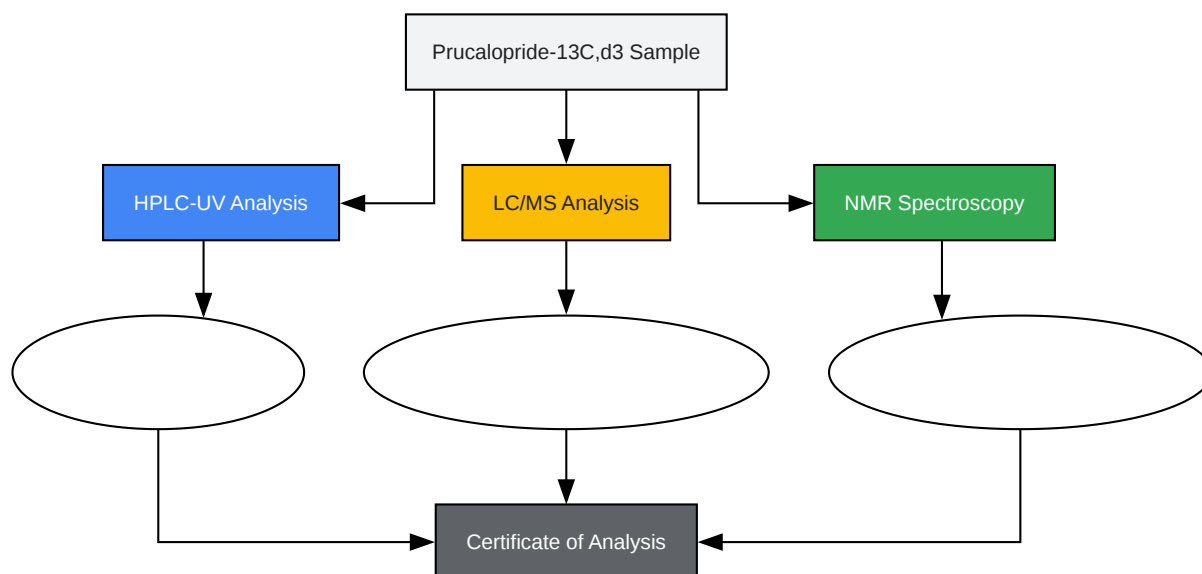 Prucalopride-13C,d3 Sample
HPLC-UV Analysis
LC/MS Analysis
NMR Spectroscopy
Certificate of Analysis